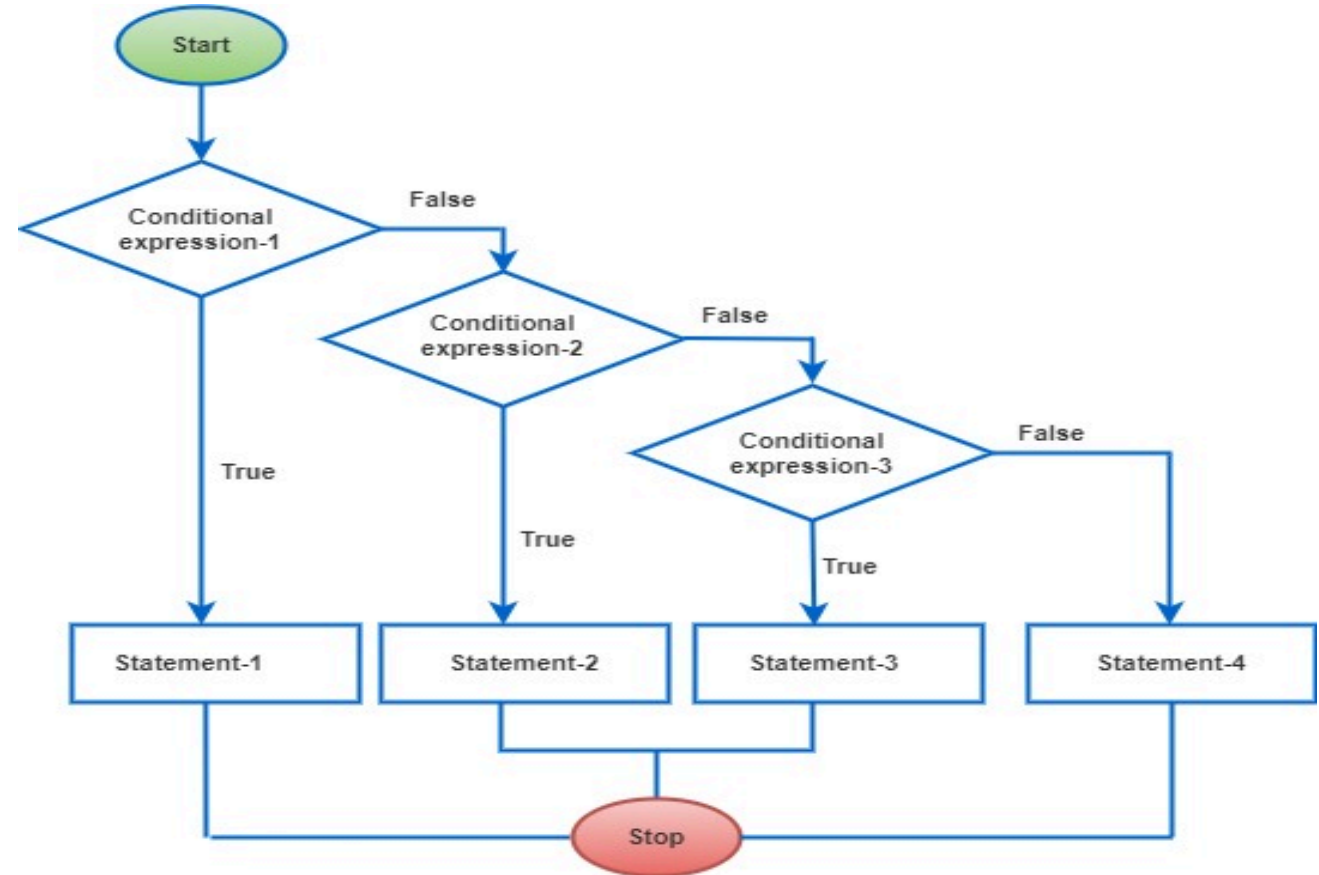 Start
Conditional
expression-1
False
Conditional
expression-2
False
Conditional
expression-3
False
True
True
True
Statement-1
Statement-2
Statement-3
Statement-4
Stop